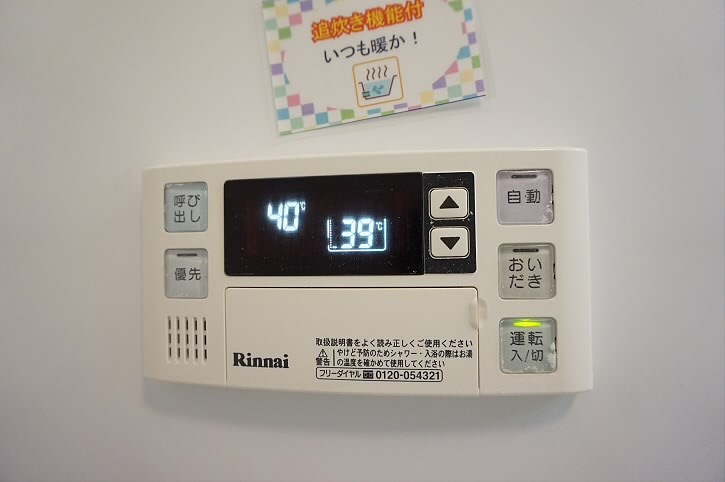 追炊き機能付
いつも暖か！
呼び
出し
優先
40℃
39℃
▲
▼
自動
おい
だき
運転
入/切
Rinnai
取扱説明書をよく読み正しくご使用ください
警告 やけど予防のためシャワー・入浴の際はお湯
の温度を確かめて使用してください
フリーダイヤル 0120-054321